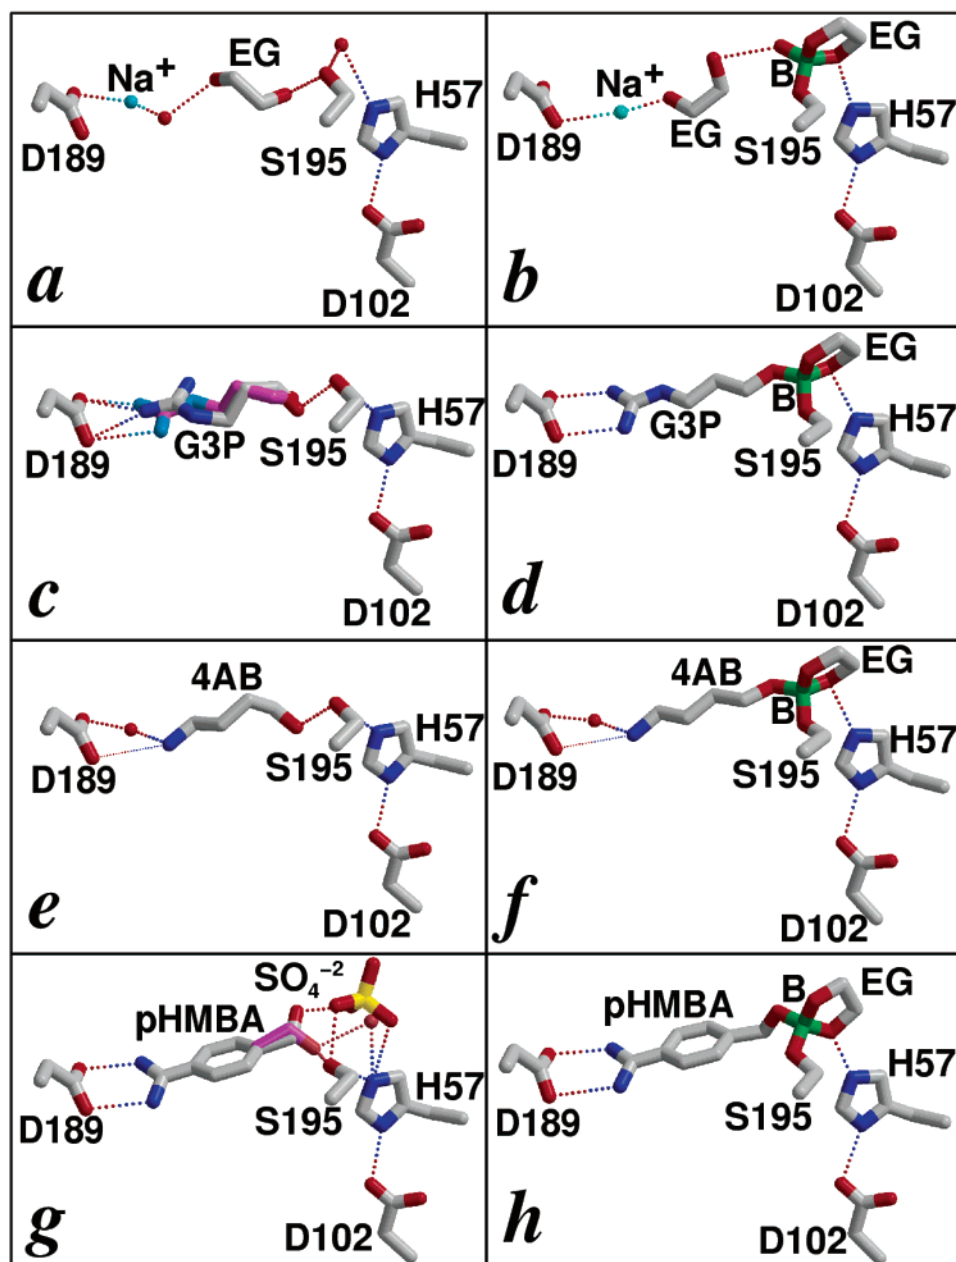 EG
Na+
H57
D189
S195
D102
a
EG
B
Na+
H57
EG
D189
S195
D102
b
H57
G3P
S195
D189
D102
c
EG
B
H57
G3P
D189
S195
D102
d
4AB
H57
D189
S195
D102
e
EG
4AB
B
H57
D189
S195
D102
f
SO4−2
pHMBA
H57
S195
D189
D102
g
B
EG
pHMBA
H57
S195
D189
D102
h